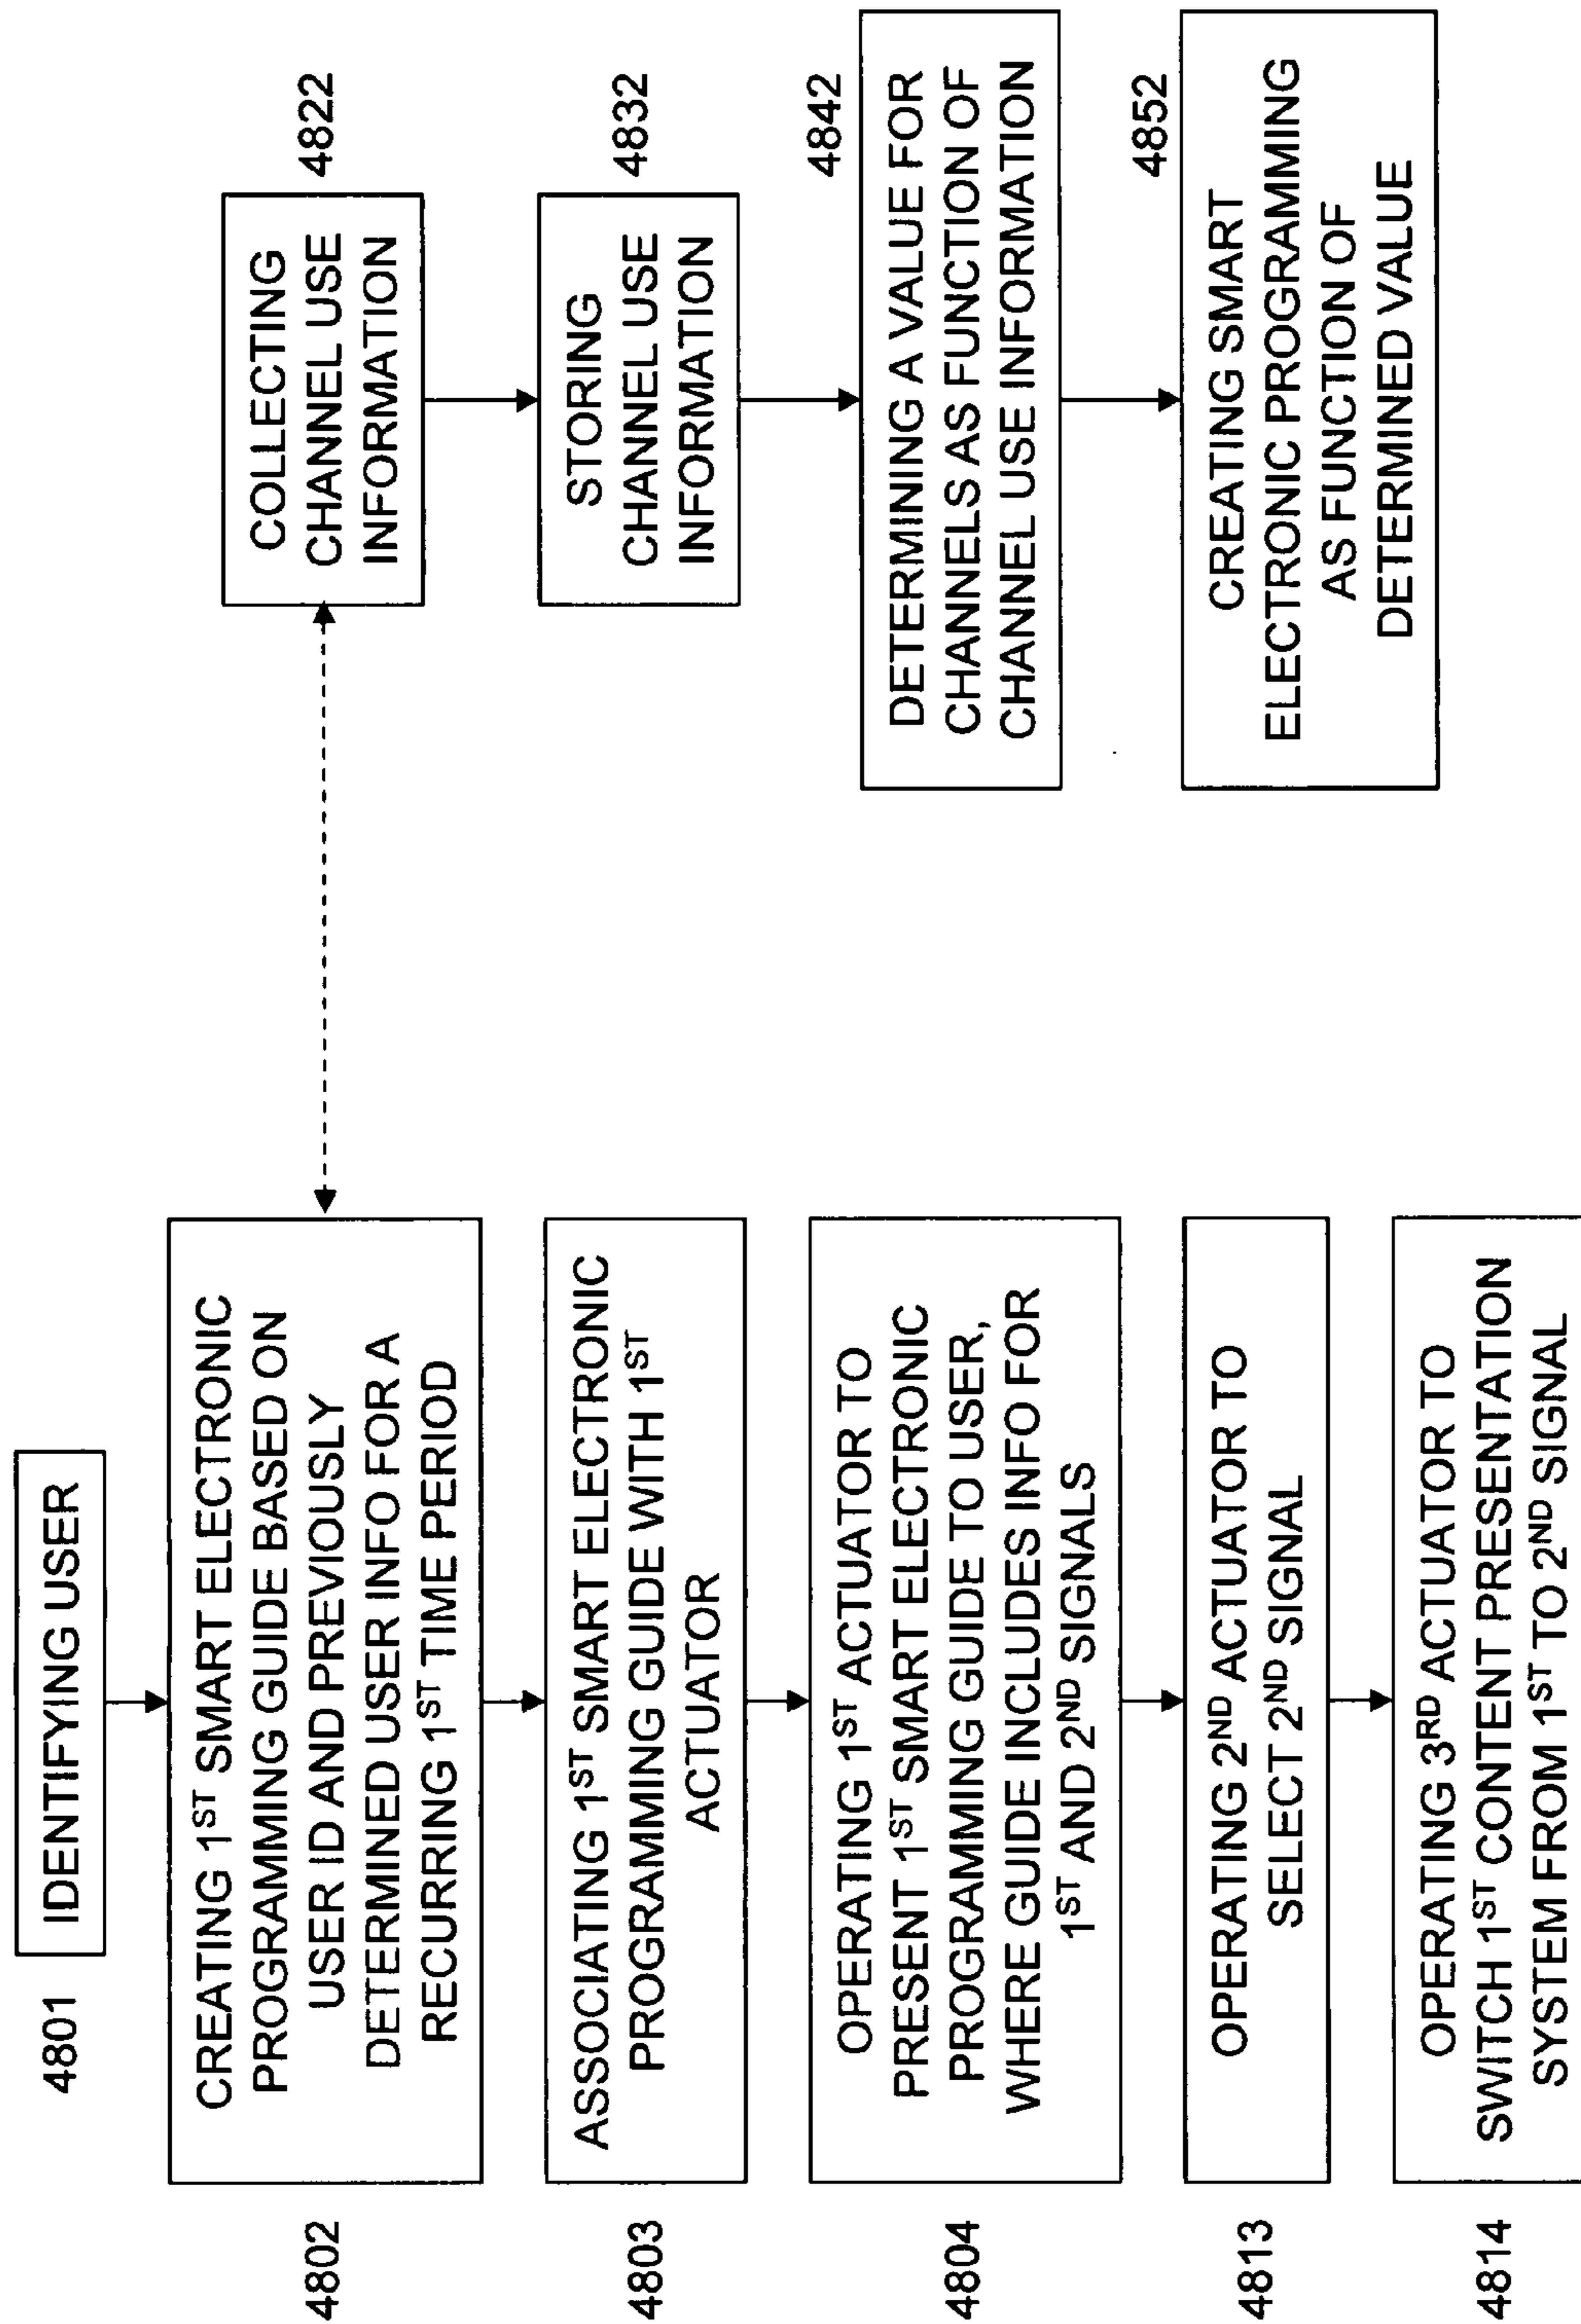 4801
IDENTIFYING USER
4802
CREATING 1ST SMART ELECTRONIC
PROGRAMMING GUIDE BASED ON
USER ID AND PREVIOUSLY
DETERMINED USER INFO FOR A
RECURRING 1ST TIME PERIOD
4803
ASSOCIATING 1ST SMART ELECTRONIC
PROGRAMMING GUIDE WITH 1ST
ACTUATOR
4804
OPERATING 1ST ACTUATOR TO
PRESENT 1ST SMART ELECTRONIC
PROGRAMMING GUIDE TO USER,
WHERE GUIDE INCLUDES INFO FOR
1ST AND 2ND SIGNALS
4813
OPERATING 2ND ACTUATOR TO
SELECT 2ND SIGNAL
4814
OPERATING 3RD ACTUATOR TO
SWITCH 1ST CONTENT PRESENTATION
SYSTEM FROM 1ST TO 2ND SIGNAL
4822
COLLECTING
CHANNEL USE
INFORMATION
4832
STORING
CHANNEL USE
INFORMATION
4842
DETERMINING A VALUE FOR
CHANNELS AS FUNCTION OF
CHANNEL USE INFORMATION
4852
CREATING SMART
ELECTRONIC PROGRAMMING
AS FUNCTION OF
DETERMINED VALUE